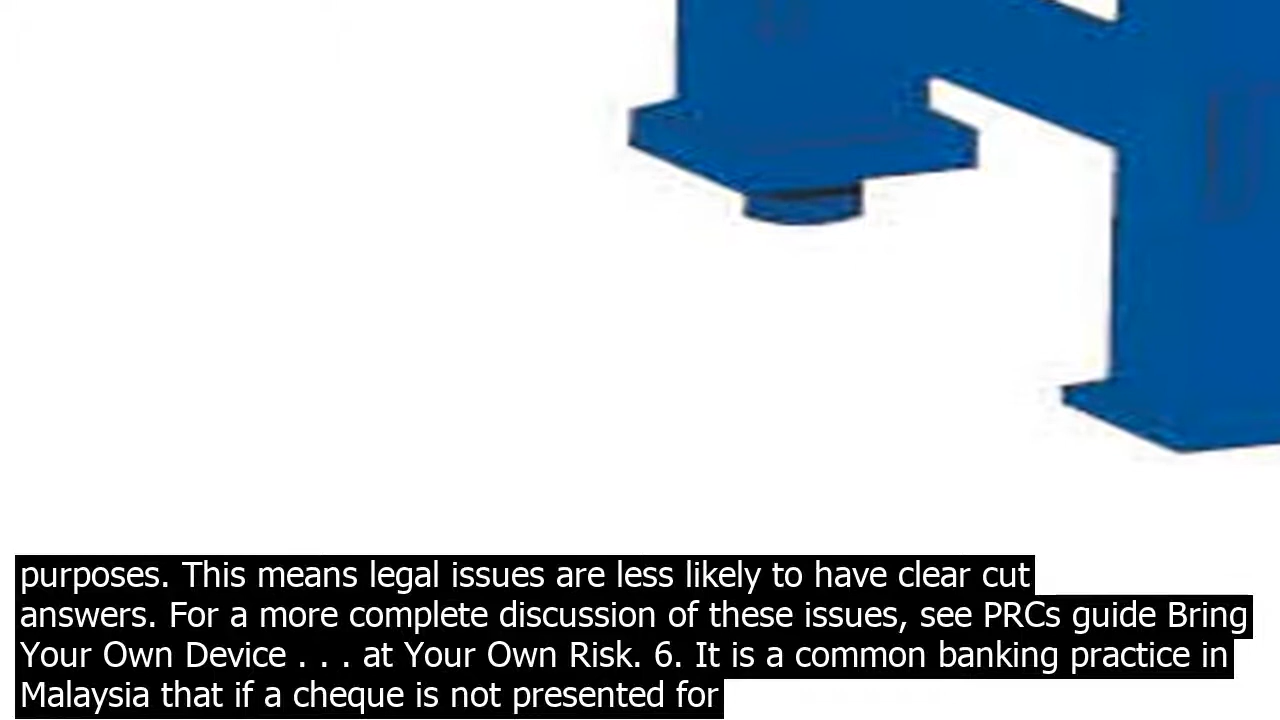 purposes. This means legal issues are less likely to have clear cut
answers. For a more complete discussion of these issues, see PRCs guide Bring
Your Own Device . . . at Your Own Risk. 6. It is a common banking practice in
Malaysia that if a cheque is not presented for